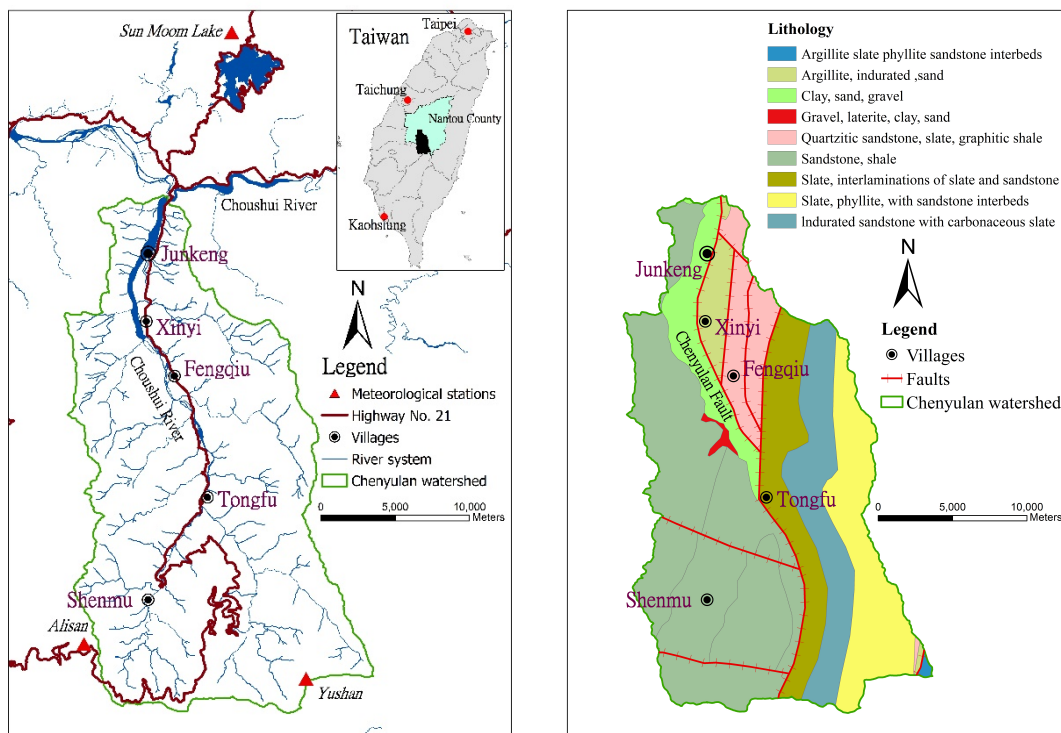 Sun Moom Lake
Taiwan
Taipei
Taichung
Nantou County
Kaohsiung
Choushui River
Junkeng
Xinyi
Fengqiu
Choushui River
Tongfu
Shenmu
Alisan
Yushan
N
Legend
Meteorological stations
Highway No. 21
Villages
River system
Chenyulan watershed
0 5,000 10,000
Meters
Lithology
Argillite slate phyllite sandstone interbeds
Argillite, indurated ,sand
Clay, sand, gravel
Gravel, laterite, clay, sand
Quartzitic sandstone, slate, graphitic shale
Sandstone, shale
Slate, interlaminations of slate and sandstone
Slate, phyllite, with sandstone interbeds
Indurated sandstone with carbonaceous slate
N
Legend
Villages
Faults
Chenyulan watershed
Junkeng
Xinyi
Fengqiu
Chenyulan Fault
Tongfu
Shenmu
0 5,000 10,000
Meters